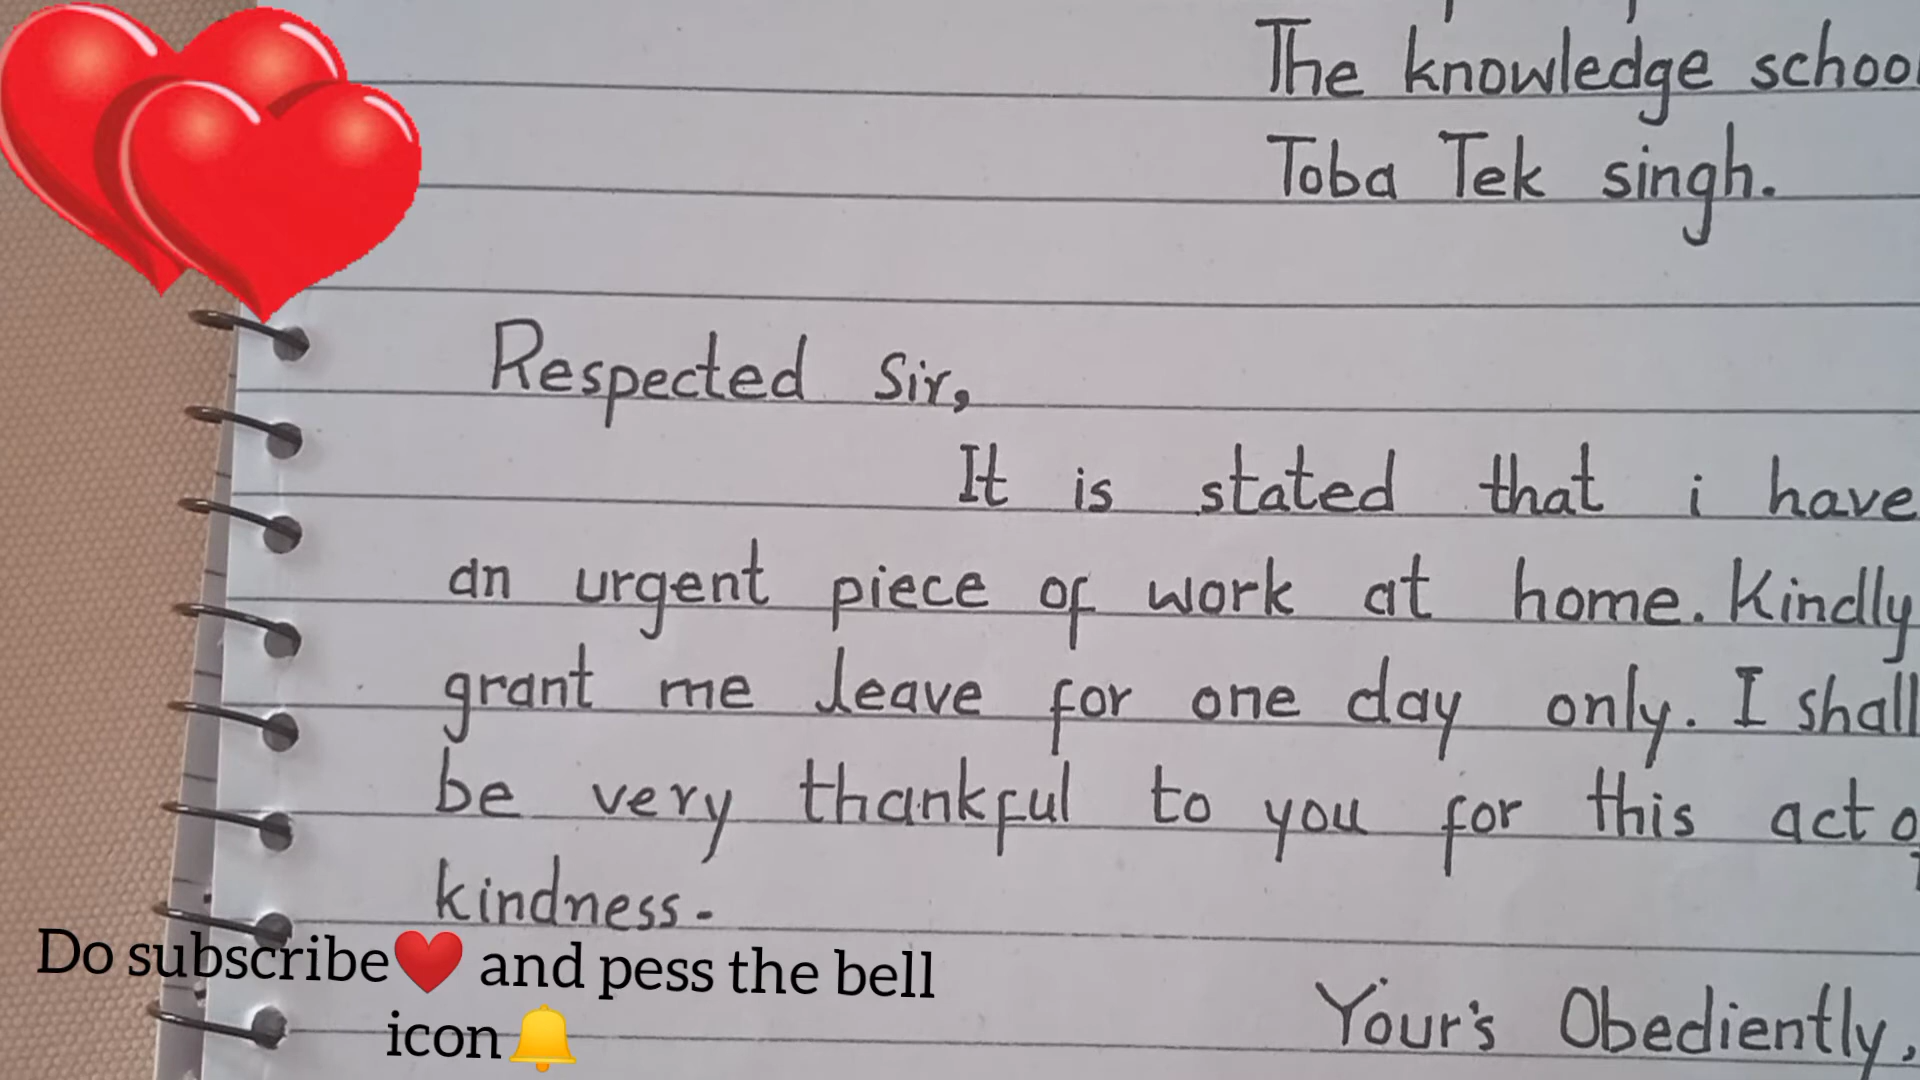 The knowledge school
Toba Tek singh.
Respected Sir,
It is stated that i have
an urgent piece of work at home. Kindly
grant me leave for one day only. I shall
be very thankful to you for this act of
kindness.
Do subscribe❤️ and pess the bell
icon🔔
Your's Obediently,